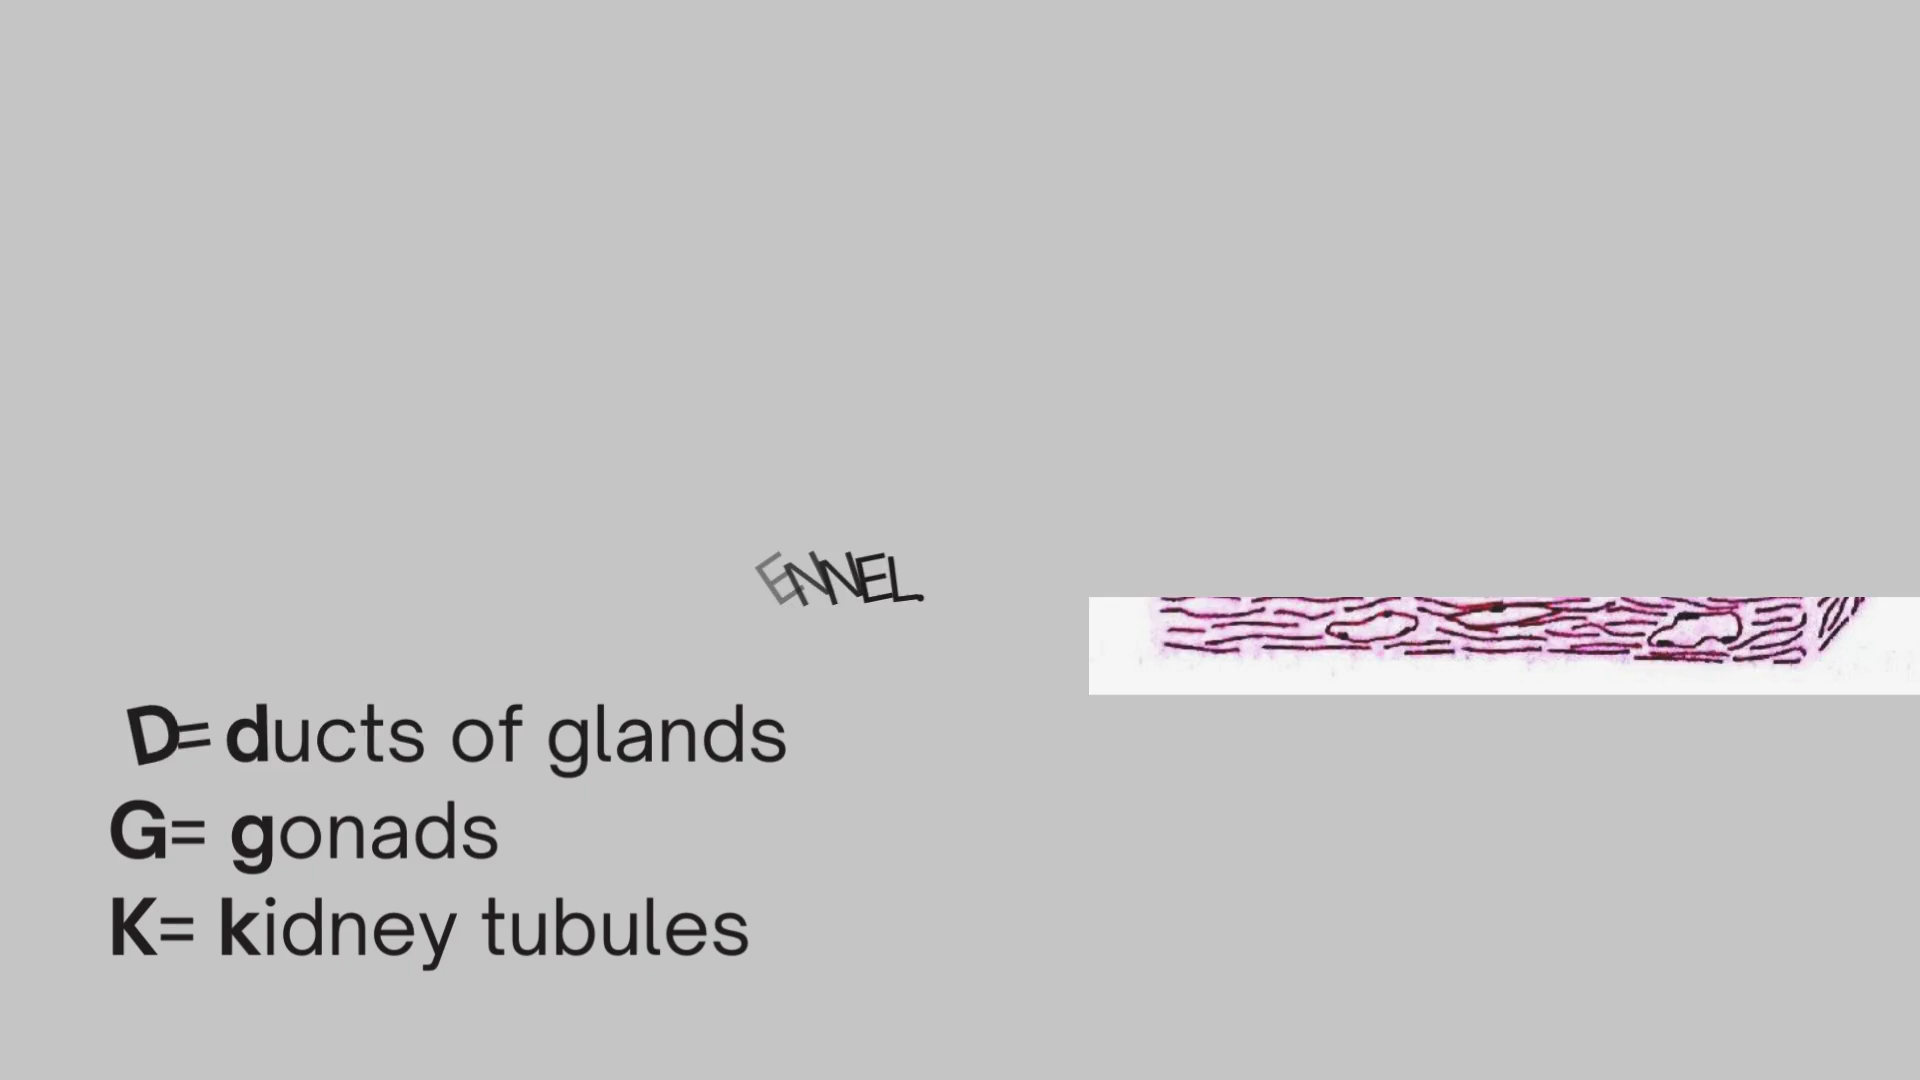 ENNEL.
D= ducts of glands
G= gonads
K= kidney tubules